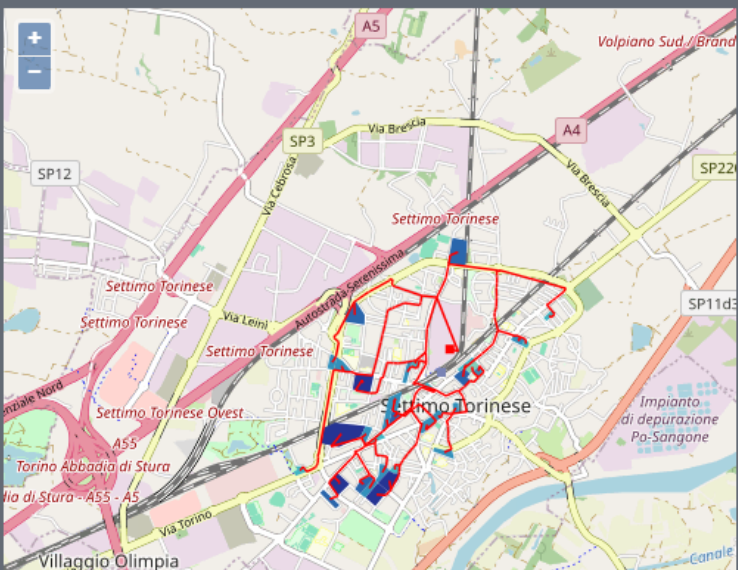 +
−
A5
Volpiano Sud / Brand
Via Brescia
A4
SP3
SP12
Via Cebrosa
Via Brescia
SP220
Settimo Torinese
Autostrada Serenissima
Settimo Torinese
SP11d3
Settimo Torinese
Via Leini
Settimo Torinese
enziale Nord
Settimo Torinese Ovest
Settimo Torinese
Impianto
di depurazione
Po-Sangone
A55
Torino Abbadia di Stura
dia di Stura - A55 - A5
Via Torino
Villaggio Olimpia
Canale